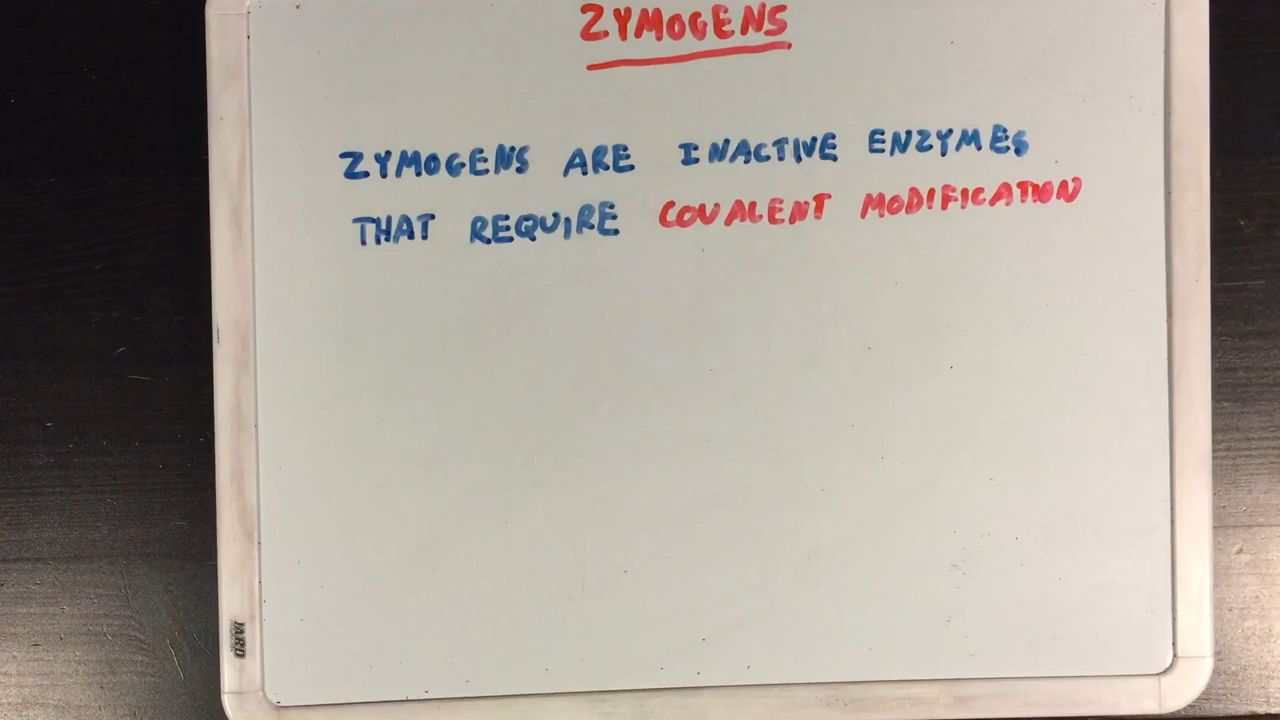 ZYMOGENS
ZYMOGENS ARE INACTIVE ENZYMES
THAT REQUIRE COVALENT MODIFICATION